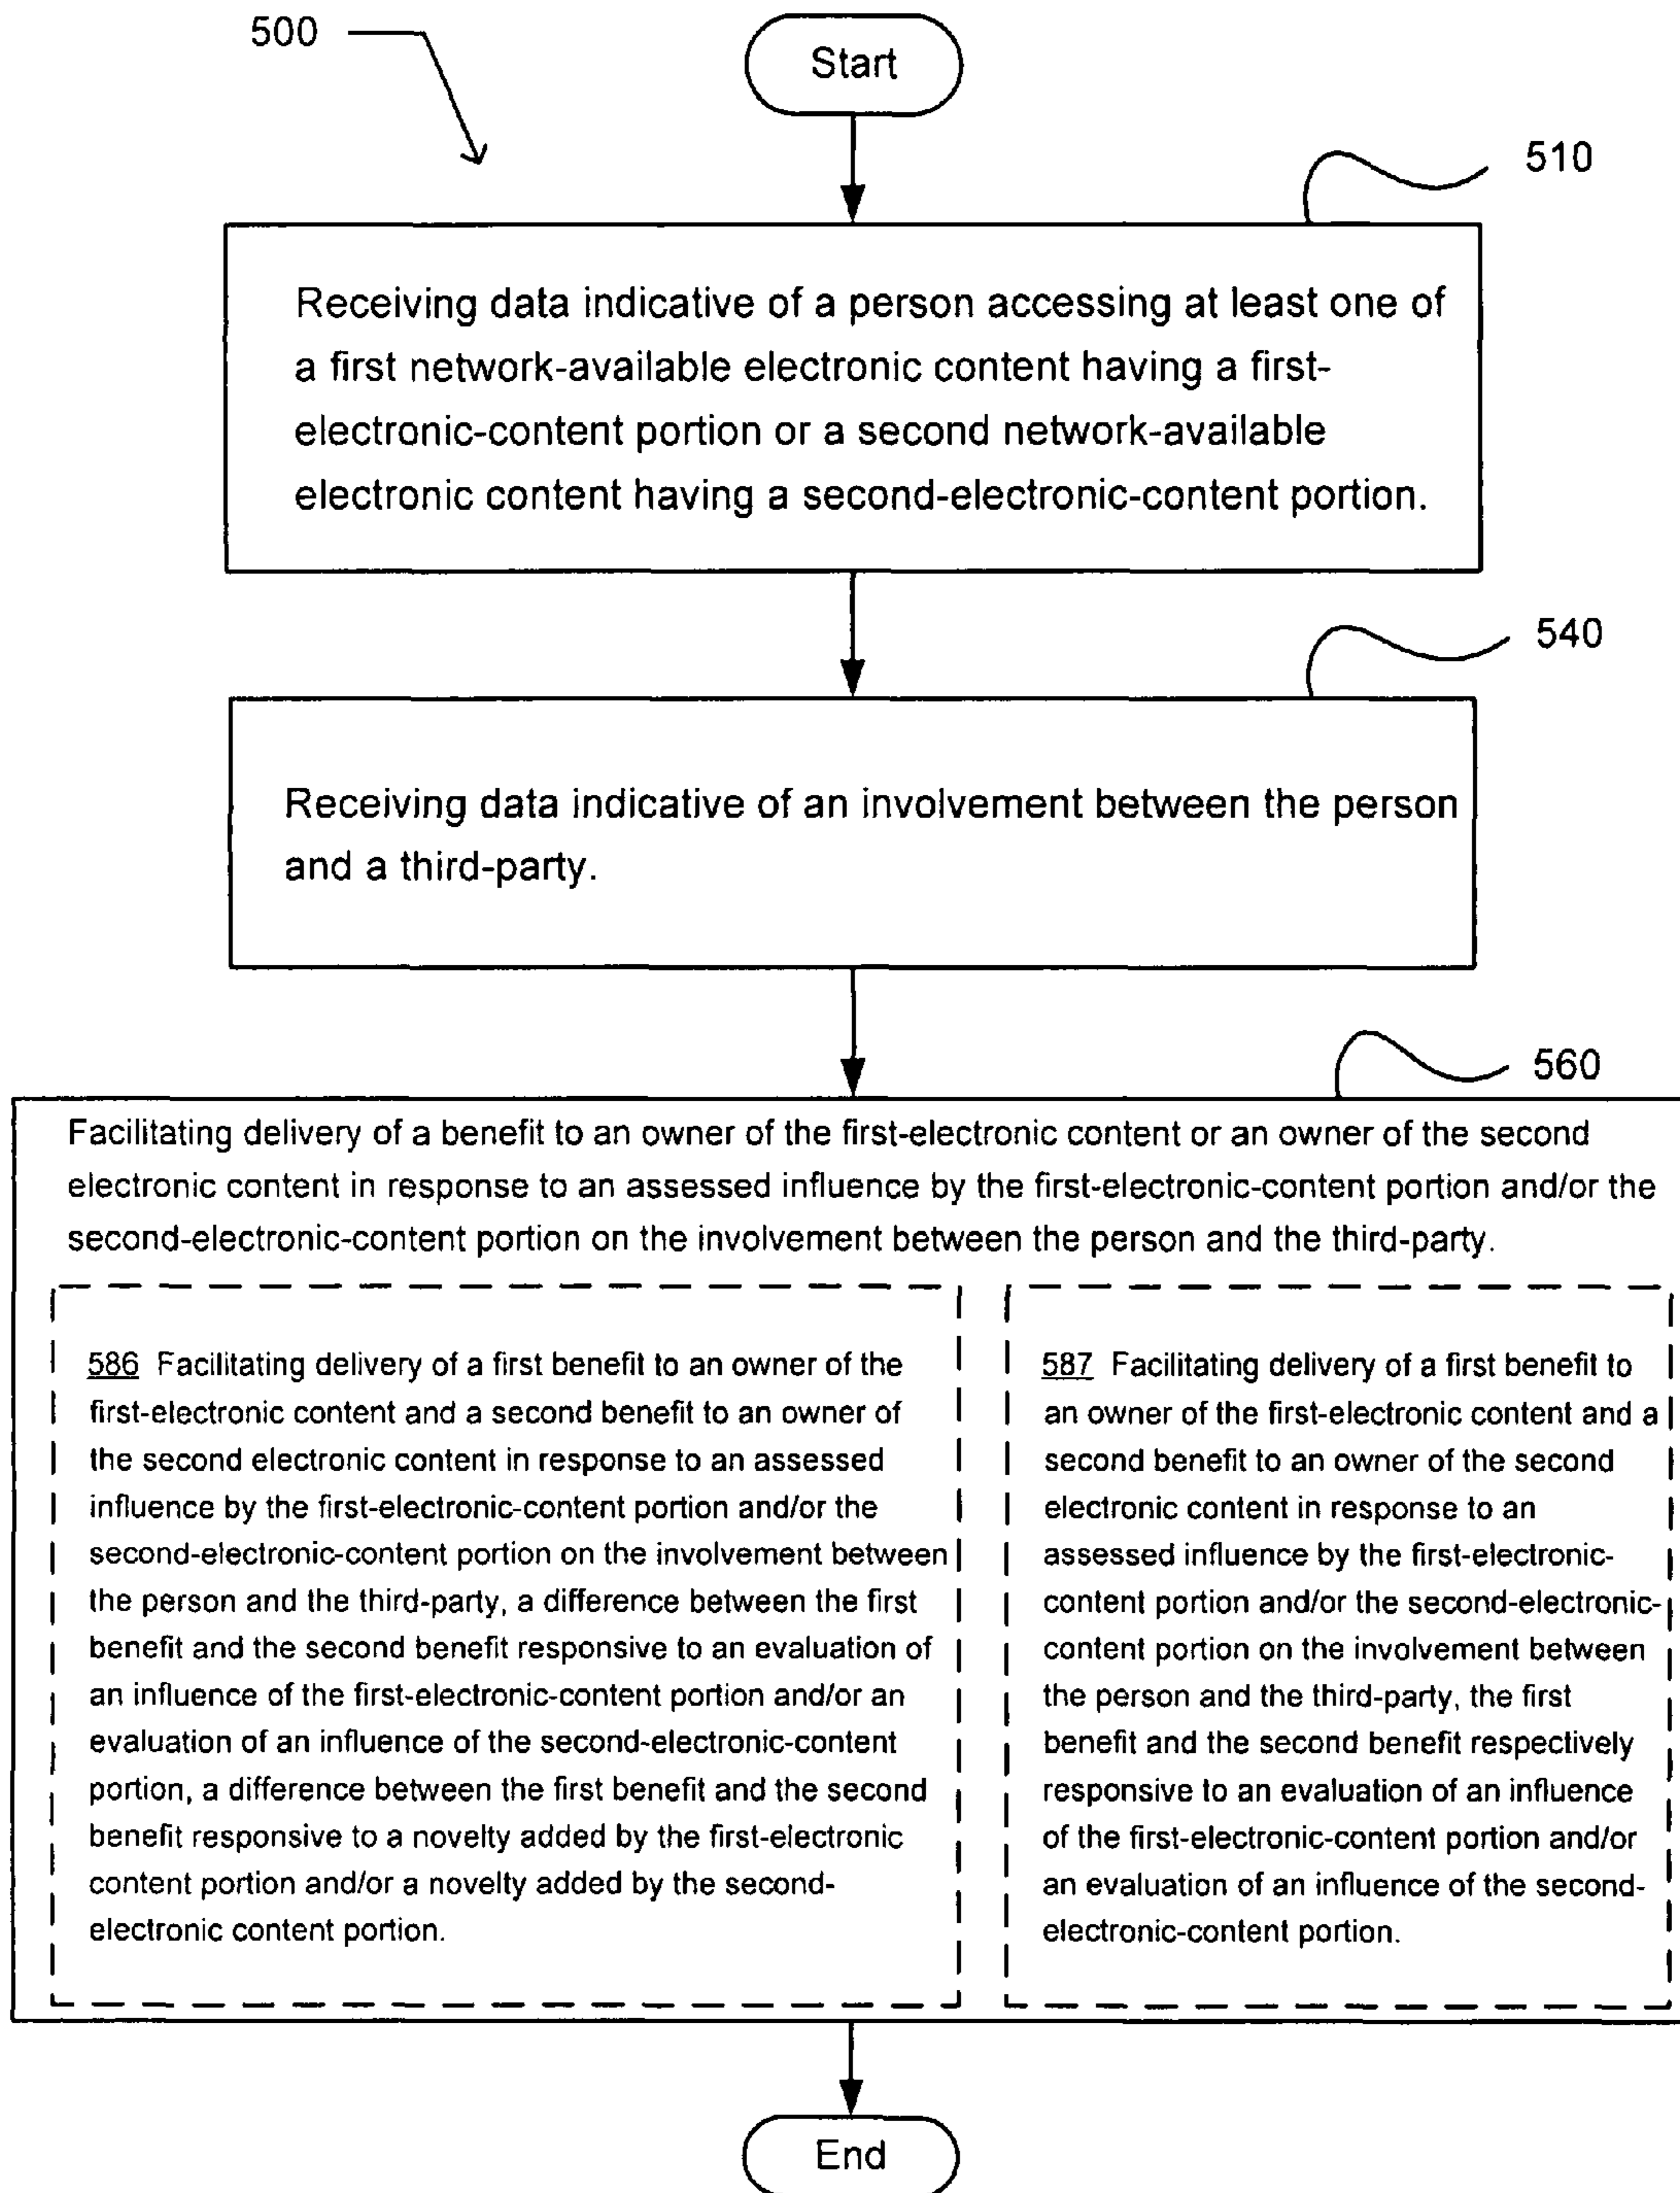 500
Start
510
Receiving data indicative of a person accessing at least one of
a first network-available electronic content having a first-
electronic-content portion or a second network-available
electronic content having a second-electronic-content portion.
540
Receiving data indicative of an involvement between the person
and a third-party.
560
Facilitating delivery of a benefit to an owner of the first-electronic content or an owner of the second
electronic content in response to an assessed influence by the first-electronic-content portion and/or the
second-electronic-content portion on the involvement between the person and the third-party.
586 Facilitating delivery of a first benefit to an owner of the
first-electronic content and a second benefit to an owner of
the second electronic content in response to an assessed
influence by the first-electronic-content portion and/or the
second-electronic-content portion on the involvement between
the person and the third-party, a difference between the first
benefit and the second benefit responsive to an evaluation of
an influence of the first-electronic-content portion and/or an
evaluation of an influence of the second-electronic-content
portion, a difference between the first benefit and the second
benefit responsive to a novelty added by the first-electronic
content portion and/or a novelty added by the second-
electronic content portion.
587 Facilitating delivery of a first benefit to
an owner of the first-electronic content and a
second benefit to an owner of the second
electronic content in response to an
assessed influence by the first-electronic-
content portion and/or the second-electronic-
content portion on the involvement between
the person and the third-party, the first
benefit and the second benefit respectively
responsive to an evaluation of an influence
of the first-electronic-content portion and/or
an evaluation of an influence of the second-
electronic-content portion.
End